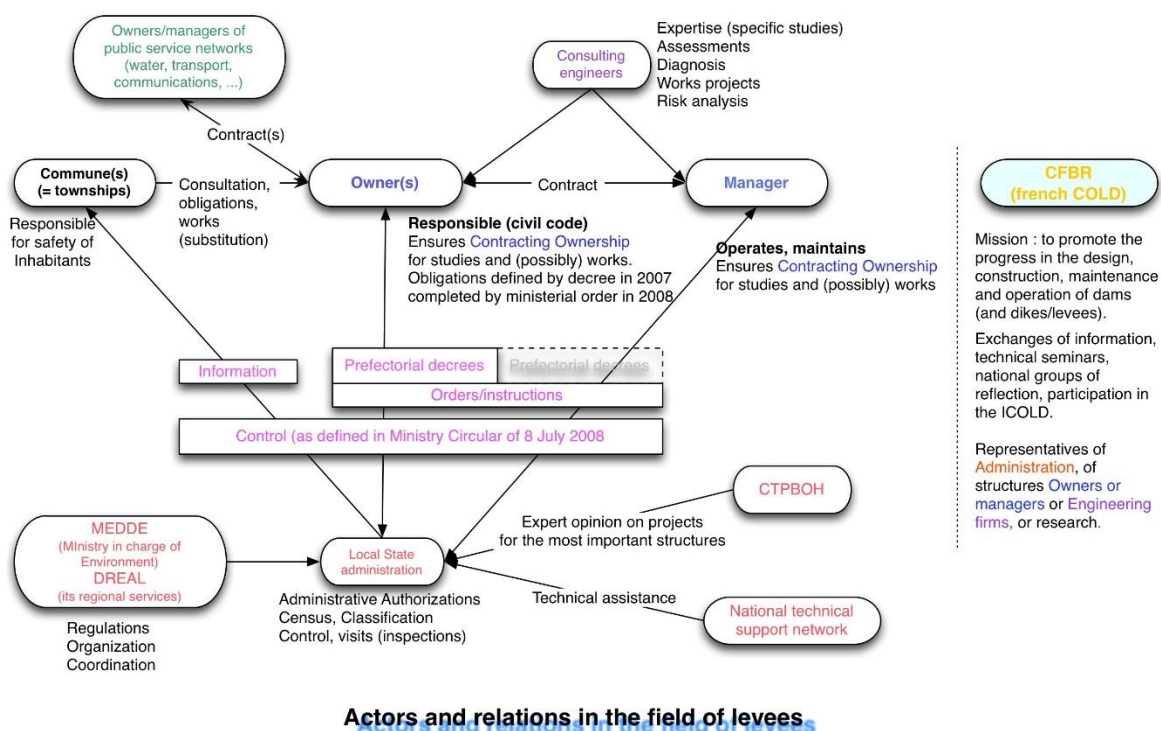 Owners/managers of
public service networks
(water, transport,
communications, ...)
Consulting
engineers
Expertise (specific studies)
Assessments
Diagnosis
Works projects
Risk analysis
Contract(s)
Commune(s)
(= townships)
Responsible
for safety of
Inhabitants
Consultation,
obligations,
works
(substitution)
Owner(s)
Contract
Manager
Responsible (civil code)
Ensures Contracting Ownership
for studies and (possibly) works.
Obligations defined by decree in 2007
completed by ministerial order in 2008
Operates, maintains
Ensures Contracting Ownership
for studies and (possibly) works
CFBR
(french COLD)
Mission : to promote the
progress in the design,
construction, maintenance
and operation of dams
(and dikes/levees).
Exchanges of information,
technical seminars,
national groups of
reflection, participation in
the ICOLD.
Representatives of
Administration, of
structures Owners or
managers or Engineering
firms, or research.
Information
Prefectorial decrees
Prefectorial decrees
Orders/instructions
Control (as defined in Ministry Circular of 8 July 2008
CTPBOH
Expert opinion on projects
for the most important structures
MEDDE
(MInistry in charge of
Environment)
DREAL
(its regional services)
Regulations
Organization
Coordination
Local State
administration
Administrative Authorizations
Census, Classification
Control, visits (inspections)
Technical assistance
National technical
support network
Actors and relations in the field of levees